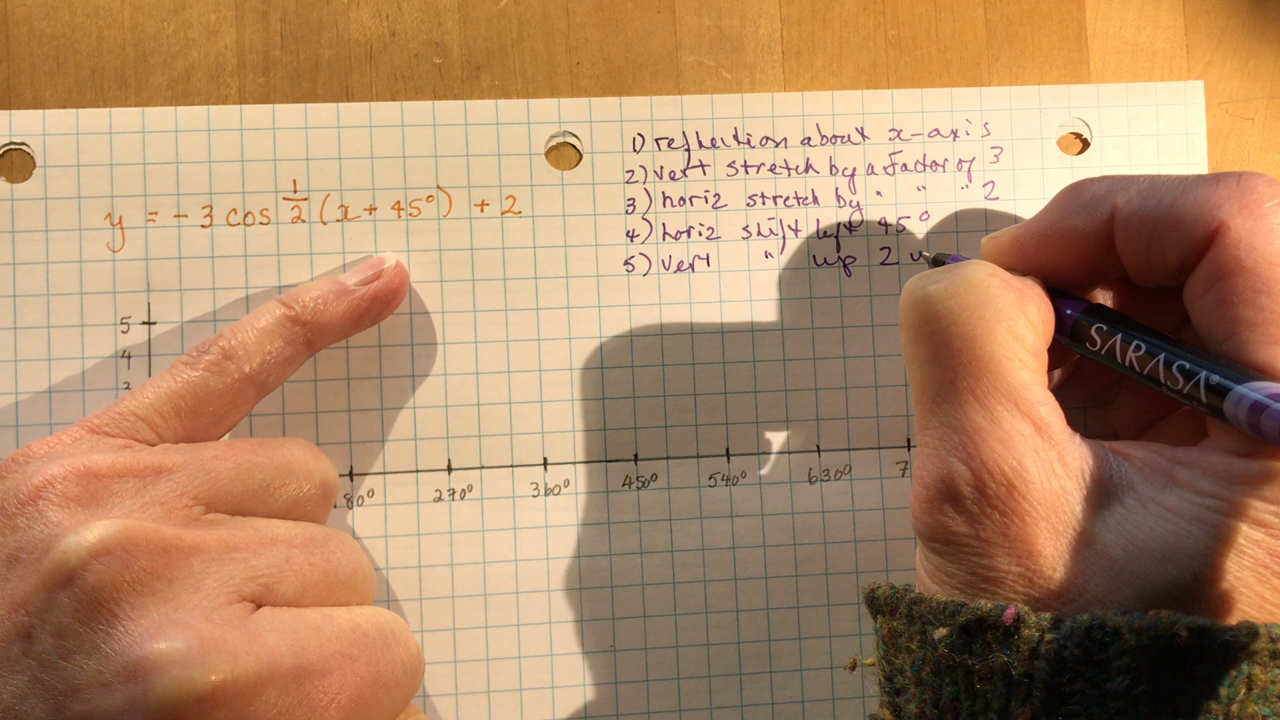 1) reflection about x-axis
2) vert stretch by a factor of 3
3) horiz stretch by " " " 2
y = -3 cos 1/2 (x + 45°) + 2
4) horiz shift left 45°
5) vert " up 2 u
5
4
SARASA®
80° 270° 360° 450° 540° 630° 7